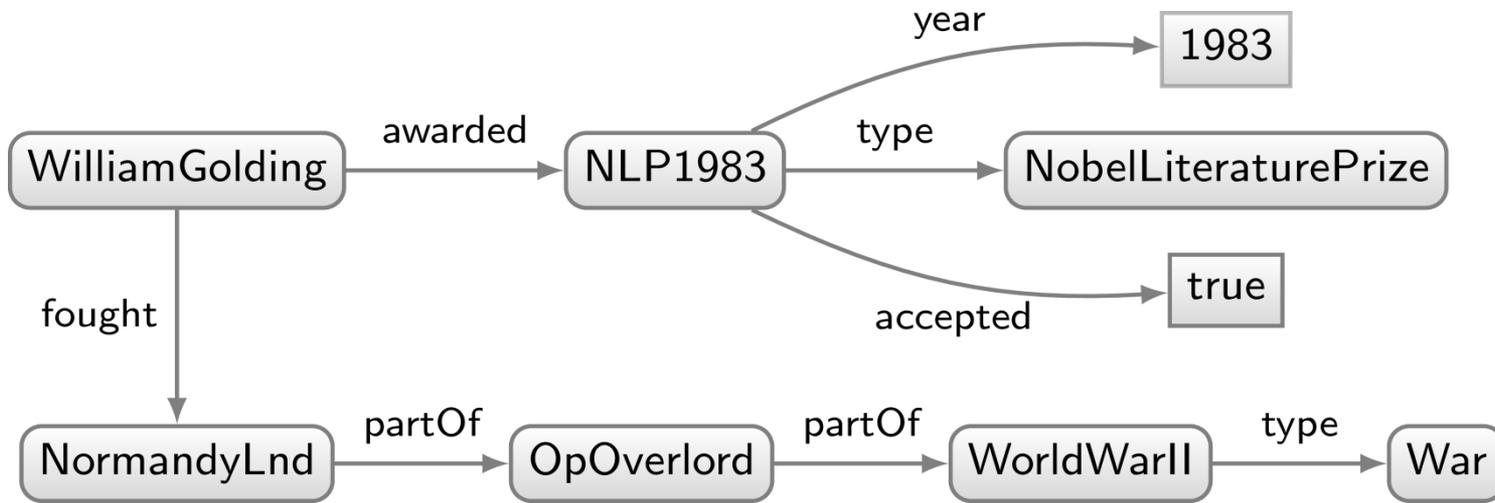 year
1983
WilliamGolding
awarded
NLP1983
type
NobelLiteraturePrize
true
fought
accepted
NormandyLnd
partOf
OpOverlord
partOf
WorldWarII
type
War